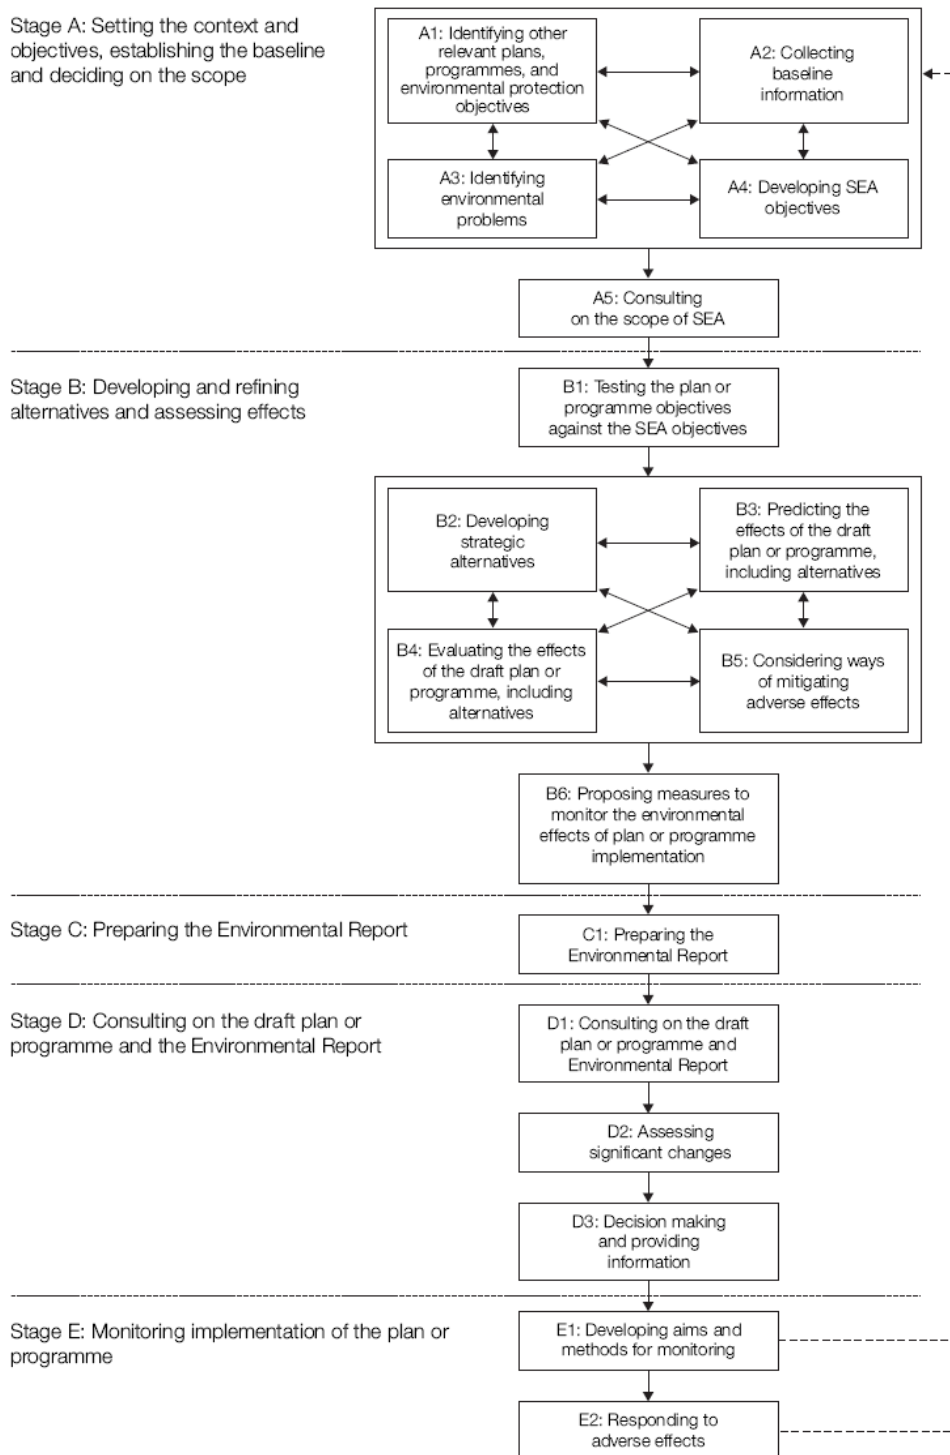 Stage A: Setting the context and
objectives, establishing the baseline
and deciding on the scope
A1: Identifying other
relevant plans,
programmes, and
environmental protection
objectives
A2: Collecting
baseline
information
A3: Identifying
environmental
problems
A4: Developing SEA
objectives
A5: Consulting
on the scope of SEA
Stage B: Developing and refining
alternatives and assessing effects
B1: Testing the plan or
programme objectives
against the SEA objectives
B2: Developing
strategic
alternatives
B3: Predicting the
effects of the draft
plan or programme,
including alternatives
B4: Evaluating the effects
of the draft plan or
programme, including
alternatives
B5: Considering ways
of mitigating
adverse effects
B6: Proposing measures to
monitor the environmental
effects of plan or programme
implementation
Stage C: Preparing the Environmental Report
C1: Preparing the
Environmental Report
Stage D: Consulting on the draft plan or
programme and the Environmental Report
D1: Consulting on the draft
plan or programme and
Environmental Report
D2: Assessing
significant changes
D3: Decision making
and providing
information
Stage E: Monitoring implementation of the plan or
programme
E1: Developing aims and
methods for monitoring
E2: Responding to
adverse effects